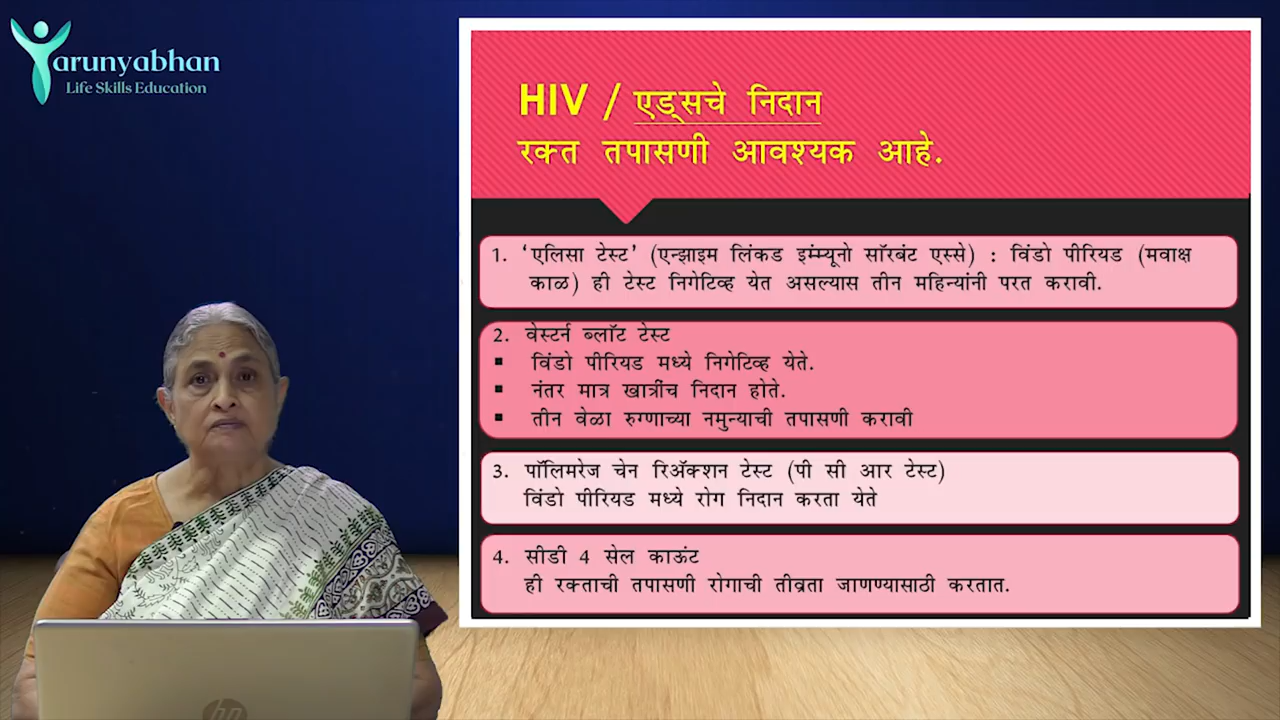 Yarunyabhan
Life Skills Education
HIV / एड्सचे निदान
रक्त तपासणी आवश्यक आहे.
1. ‘एलिसा टेस्ट’ (एन्झाइम लिंकड इम्म्यूनो सॉरबंट एस्से) : विंडो पीरियड (मवाक्ष
काळ) ही टेस्ट निगेटिव्ह येत असल्यास तीन महिन्यांनी परत करावी.
2. वेस्टर्न ब्लॉट टेस्ट
▪ विंडो पीरियड मध्ये निगेटिव्ह येते.
▪ नंतर मात्र खात्रींच निदान होते.
▪ तीन वेळा रुग्णाच्या नमुन्याची तपासणी करावी
3. पॉलिमरेज चेन रिॲक्शन टेस्ट (पी सी आर टेस्ट)
विंडो पीरियड मध्ये रोग निदान करता येते
4. सीडी 4 सेल काऊंट
ही रक्ताची तपासणी रोगाची तीव्रता जाणण्यासाठी करतात.
hp